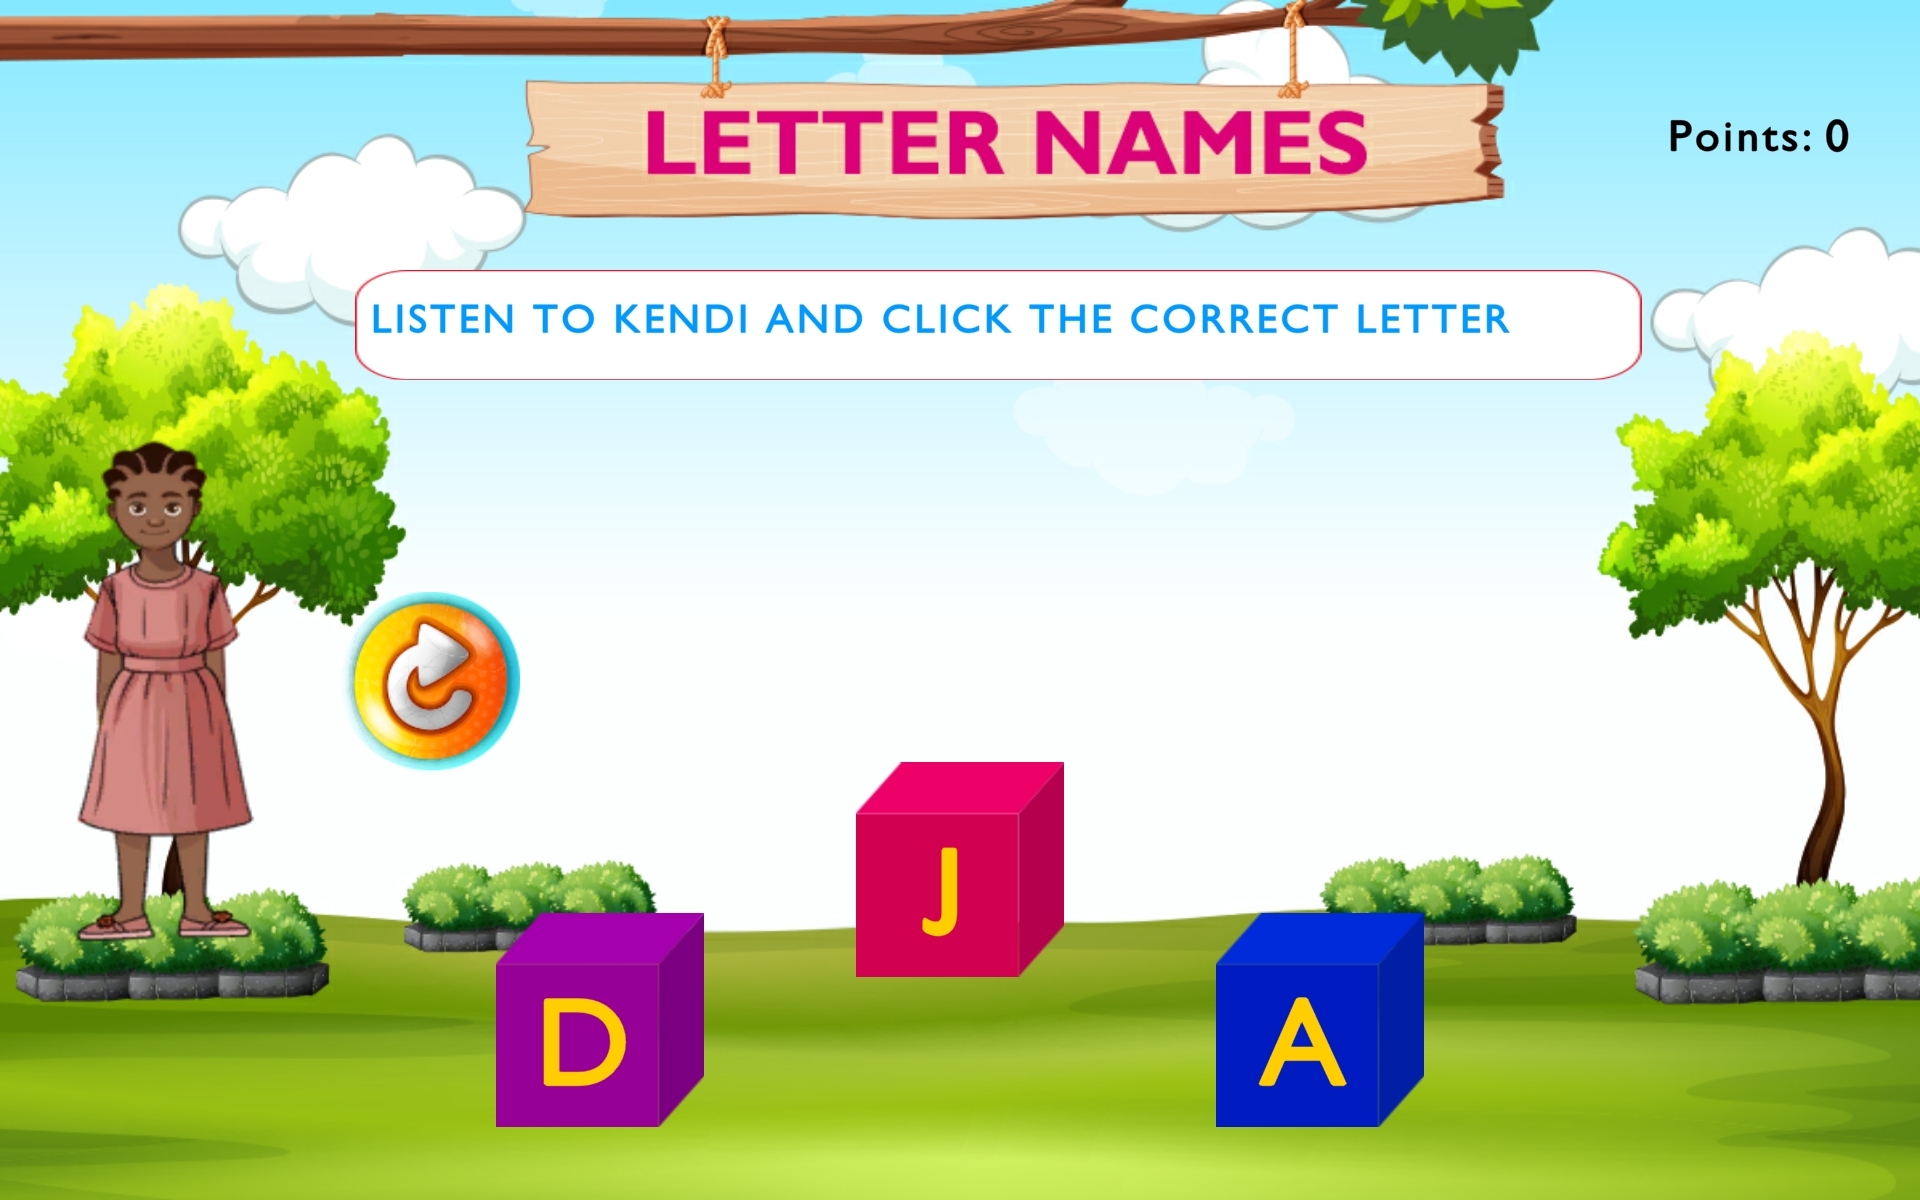 LETTER NAMES
Points: 0
LISTEN TO KENDI AND CLICK THE CORRECT LETTER
J
D
A